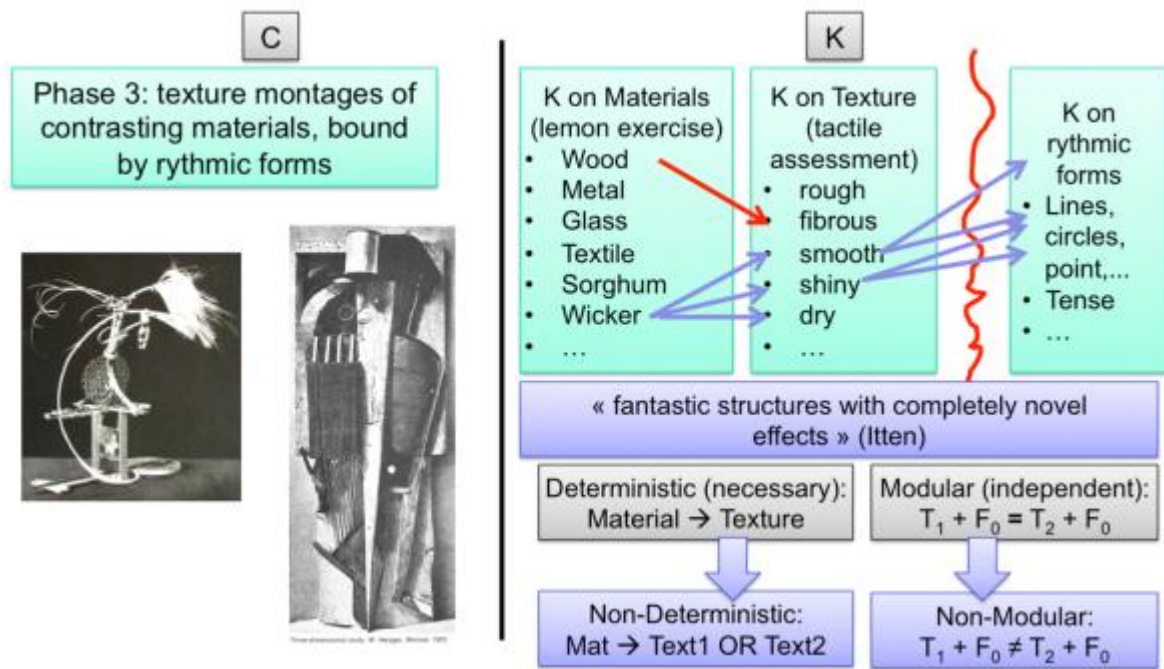 C
Phase 3: texture montages of
contrasting materials, bound
by rythmic forms
K
K on Materials
(lemon exercise)
• Wood
• Metal
• Glass
• Textile
• Sorghum
• Wicker
• ...
K on Texture
(tactile
assessment)
• rough
• fibrous
• smooth
• shiny
• dry
• ...
K on
rytmic
forms
• Lines,
circles,
point,...
• Tense
• ...
« fantastic structures with completely novel
effects » (Itten)
Deterministic (necessary):
Material → Texture
Modular (independent):
T₁ + F₀ = T₂ + F₀
Non-Deterministic:
Mat → Text1 OR Text2
Non-Modular:
T₁ + F₀ ≠ T₂ + F₀